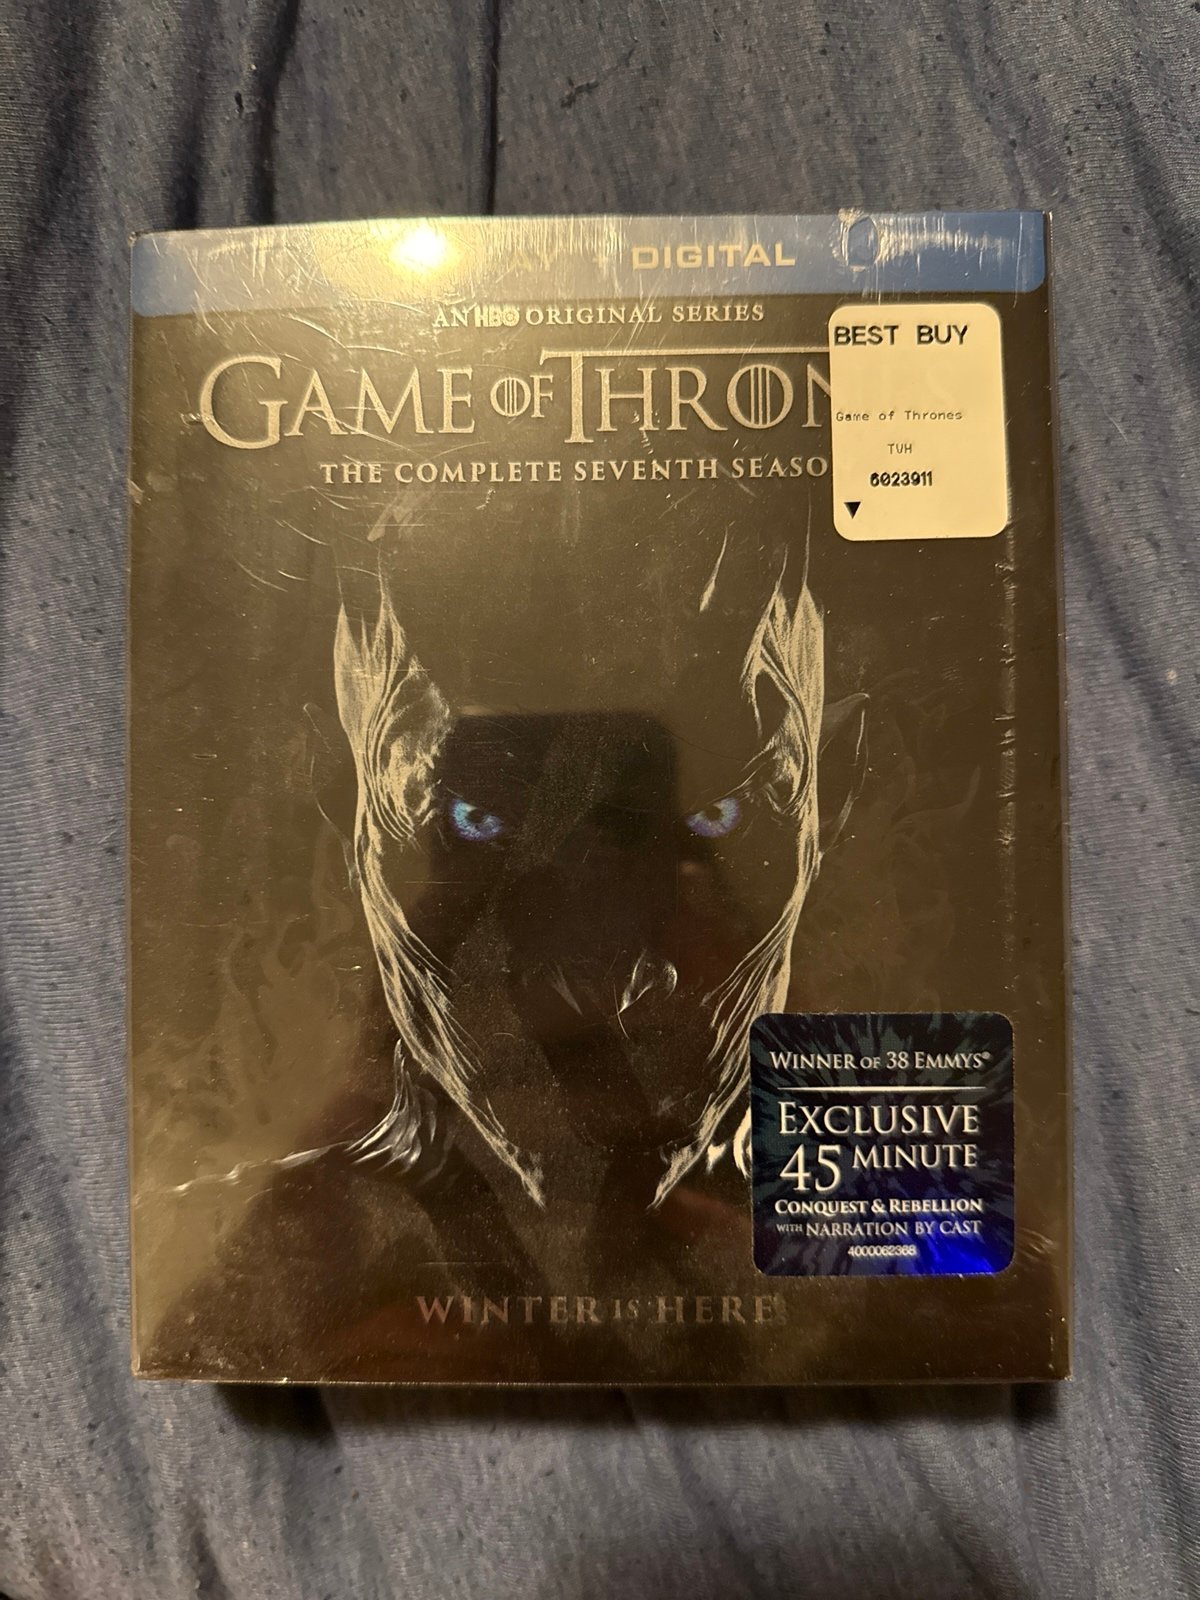 DIGITAL
AN HBO ORIGINAL SERIES
GAME OF THRON
THE COMPLETE SEVENTH SEASO
BEST BUY
Game of Thrones
TVH
6023911
WINNER OF 38 EMMYS®
EXCLUSIVE
45 MINUTE
CONQUEST & REBELLION
WITH NARRATION BY CAST
4000062368
WINTER IS HERE